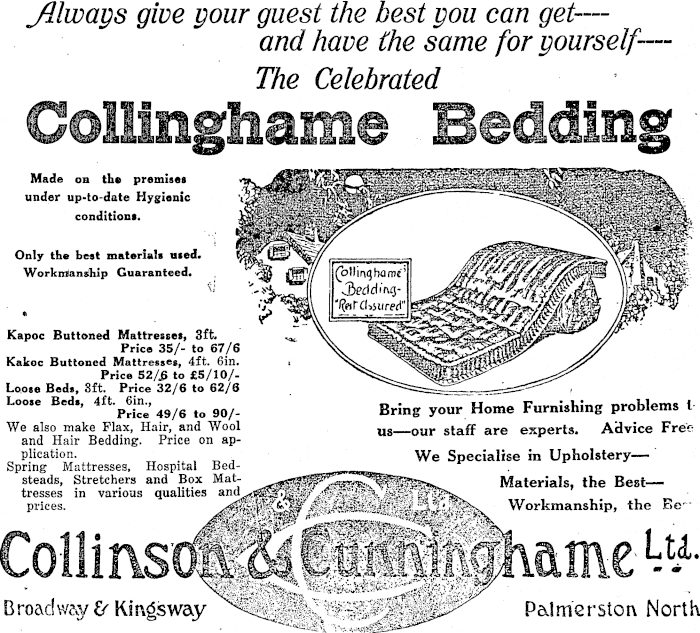 Always give your guest the best you can get----
and have the same for yourself----
The Celebrated
Collinghame Bedding
Made on the premises
under up-to-date Hygienic
conditions.
Only the best materials used.
Workmanship Guaranteed.
Collinghame
Bedding-
"Rest Assured"
Kapoc Buttoned Mattresses, 3ft.
Price 35/- to 67/6
Kakoc Buttoned Mattresses, 4ft. 6in.
Price 52/6 to £5/10/-
Loose Beds, 3ft. Price 32/6 to 62/6
Loose Beds, 4ft. 6in.,
Price 49/6 to 90/-
We also make Flax, Hair, and Wool
and Hair Bedding. Price on ap-
plication.
Spring Mattresses, Hospital Bed-
steads, Stretchers and Box Mat-
tresses in various qualities and
prices.
Bring your Home Furnishing problems t
us—our staff are experts. Advice Free
We Specialise in Upholstery—
Materials, the Best—
Workmanship, the Be
& Ltd
Collinson & Cunninghame Ltd.
Broadway & Kingsway
Palmerston North